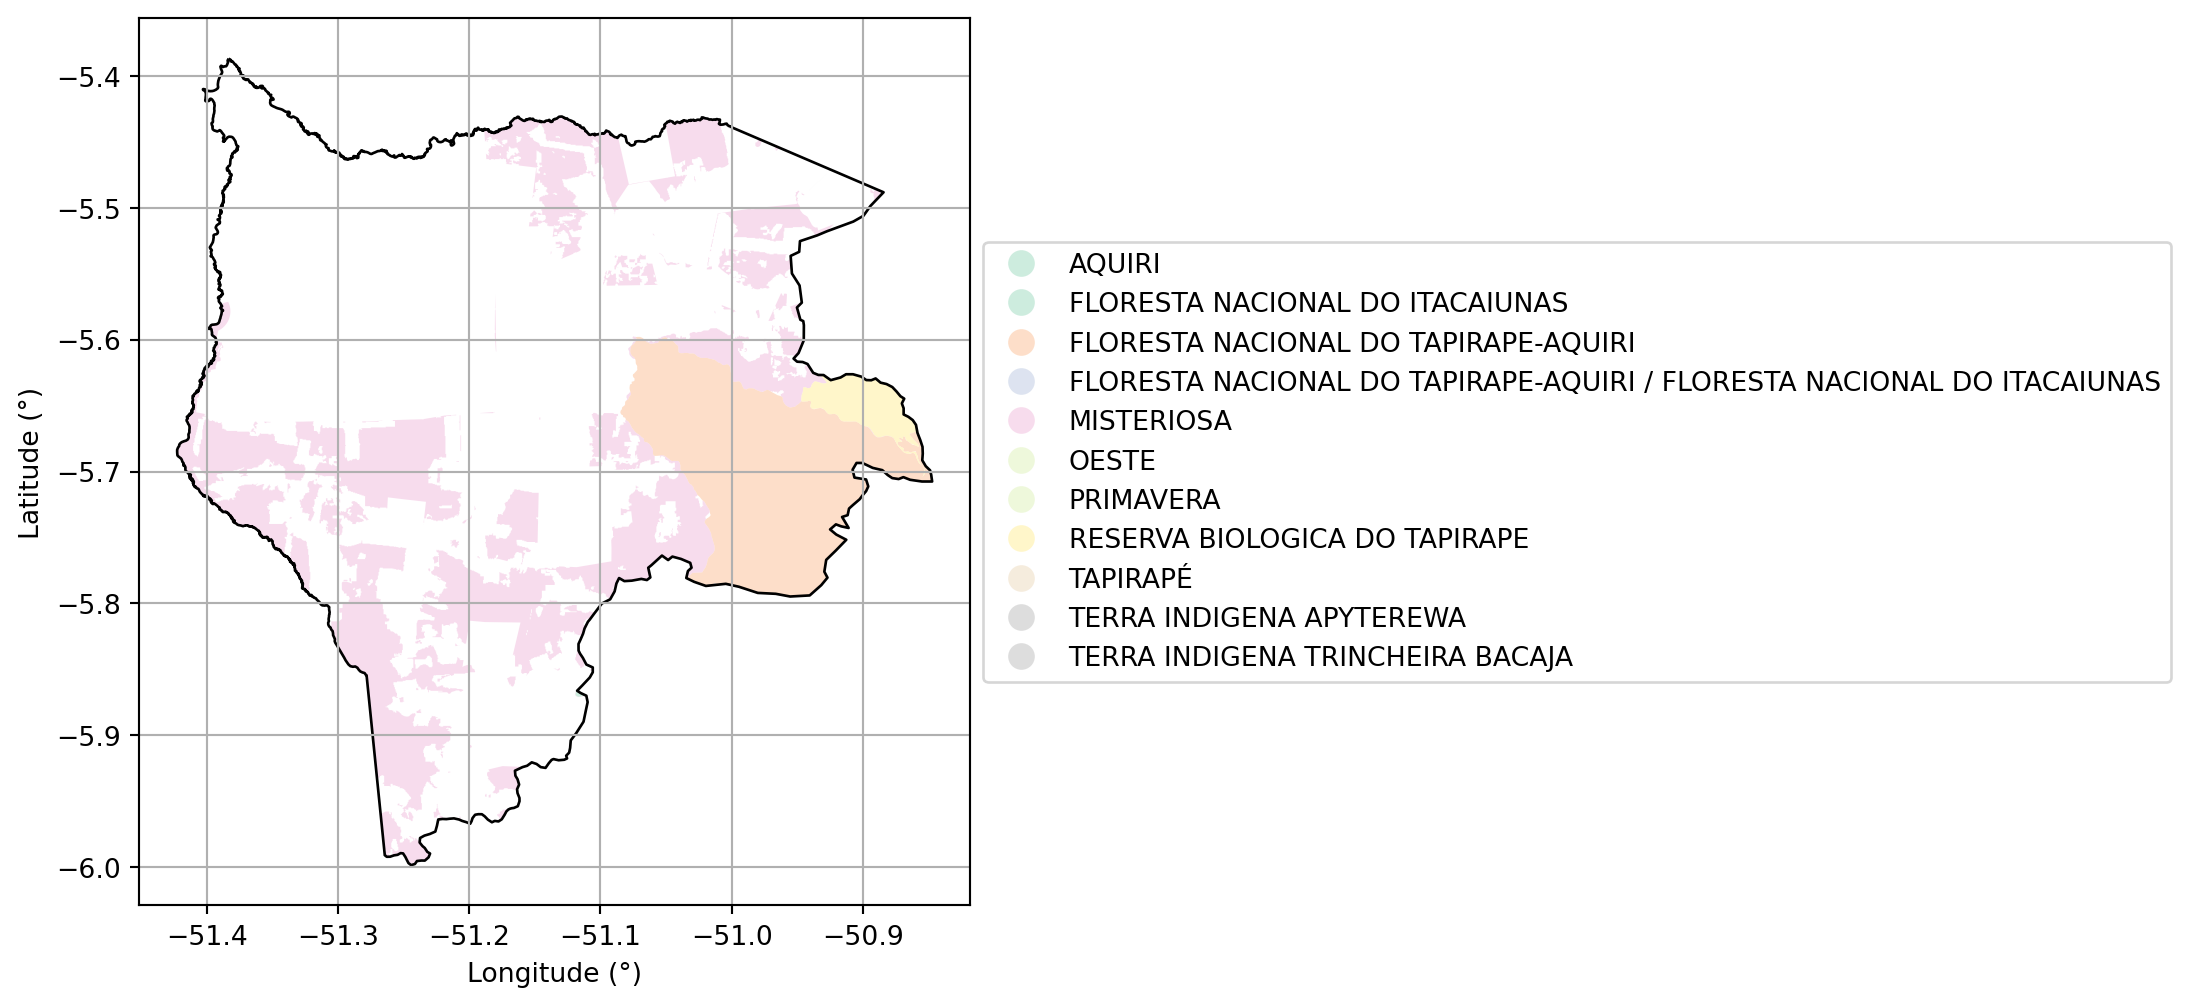 −5.4
−5.5
−5.6
−5.7
−5.8
−5.9
−6.0
Latitude (°)
−51.4 −51.3 −51.2 −51.1 −51.0 −50.9
Longitude (°)
AQUIRI
FLORESTA NACIONAL DO ITACAIUNAS
FLORESTA NACIONAL DO TAPIRAPE-AQUIRI
FLORESTA NACIONAL DO TAPIRAPE-AQUIRI / FLORESTA NACIONAL DO ITACAIUNAS
MISTERIOSA
OESTE
PRIMAVERA
RESERVA BIOLOGICA DO TAPIRAPE
TAPIRAPÉ
TERRA INDIGENA APYTEREWA
TERRA INDIGENA TRINCHEIRA BACAJA